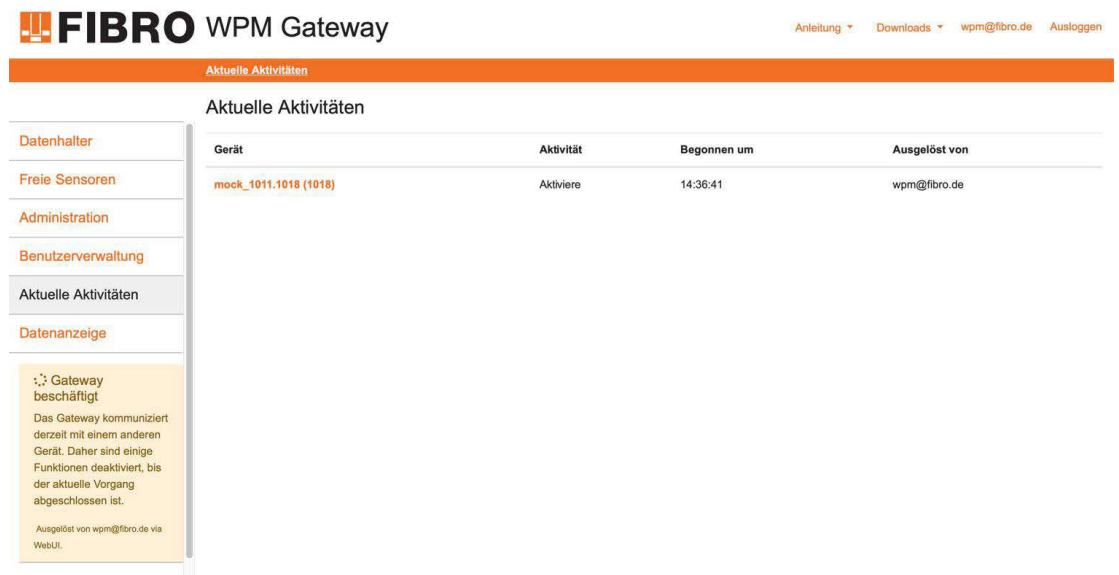 FIBRO WPM Gateway
Anleitung Downloads wpm@fibro.de Ausloggen
Aktuelle Aktivitäten
Aktuelle Aktivitäten
Datenhalter
Freie Sensoren
Administration
Benutzerverwaltung
Aktuelle Aktivitäten
Datenanzeige
Gateway
beschäftigt
Das Gateway kommuniziert
derzeit mit einem anderen
Gerät. Daher sind einige
Funktionen deaktiviert, bis
der aktuelle Vorgang
abgeschlossen ist.
Ausgelöst von wpm@fibro.de via
WebUI.
Gerät Aktivität Begonnen um Ausgelöst von
mock_1011.1018 (1018) Aktiviere 14:36:41 wpm@fibro.de